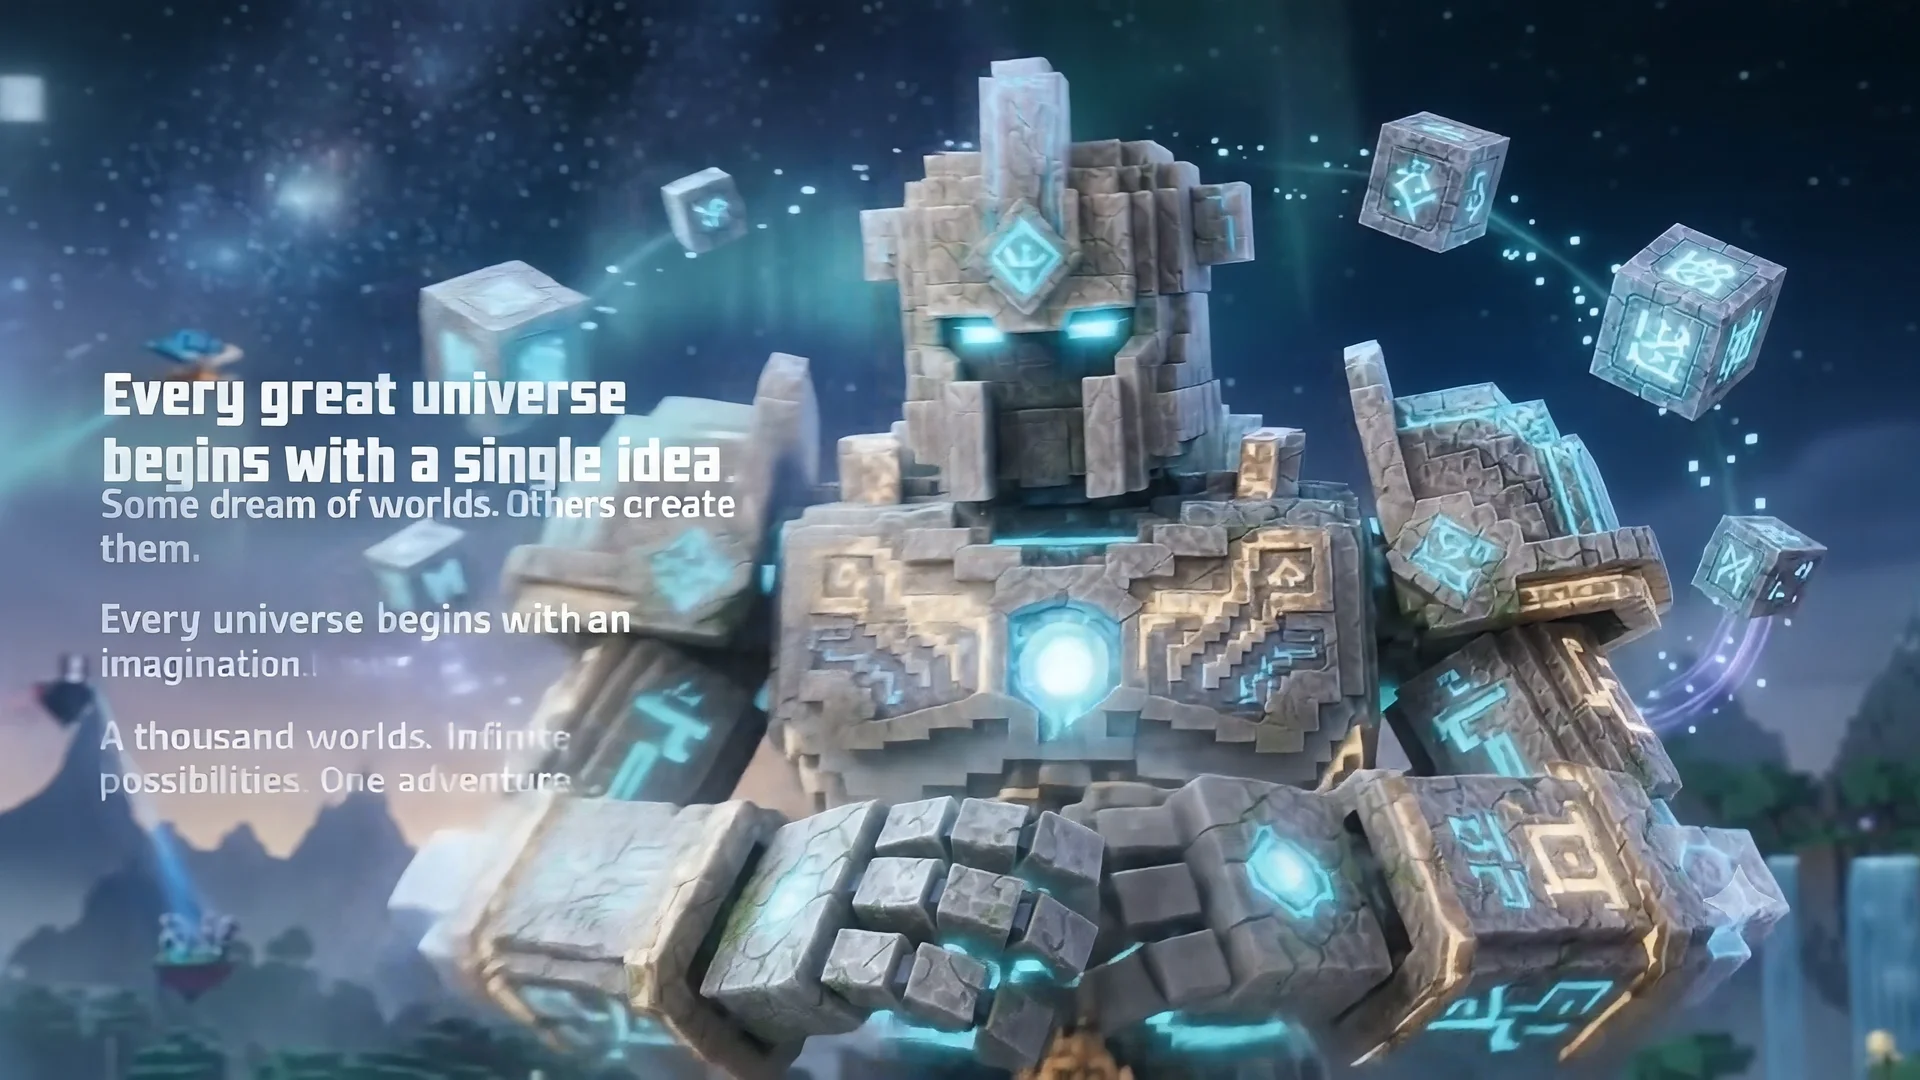 Every great universe
begins with a single idea.
Some dream of worlds. Others create
them.
Every universe begins with an
imagination.
A thousand worlds. Infinite
possibilities. One adventure